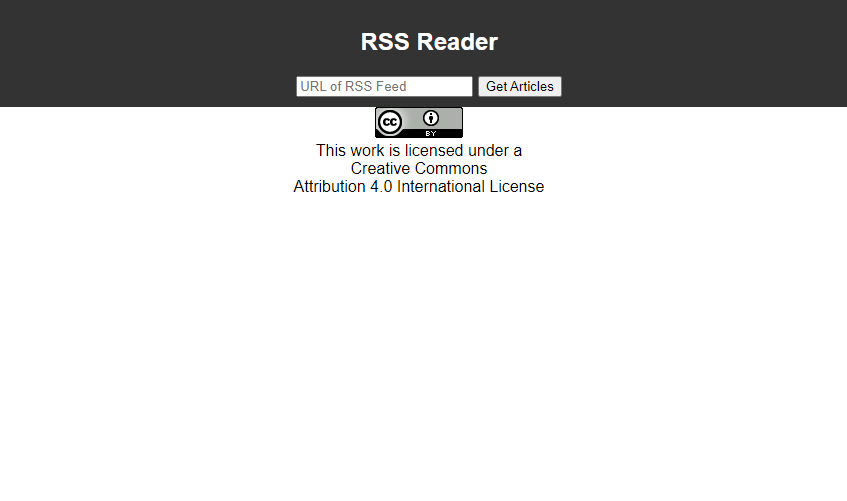 RSS Reader
URL of RSS Feed
Get Articles
cc
BY
This work is licensed under a
Creative Commons
Attribution 4.0 International License